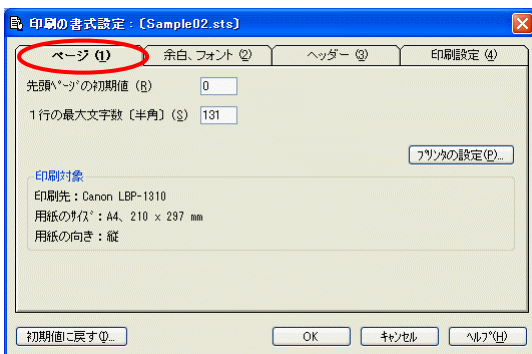 印刷の書式設定：〔Sample02.sts〕
ページ (1) 余白、フォント (2) ヘッダー (3) 印刷設定 (4)
先頭ﾍﾟｰｼﾞの初期値 (R) 0
1行の最大文字数〔半角〕(S) 131
ﾌﾟﾘﾝﾀの設定(P)...
印刷対象
印刷先：Canon LBP-1310
用紙のｻｲｽﾞ：A4、210 × 297 mm
用紙の向き：縦
初期値に戻す(I)... OK ｷｬﾝｾﾙ ﾍﾙﾌﾟ(H)